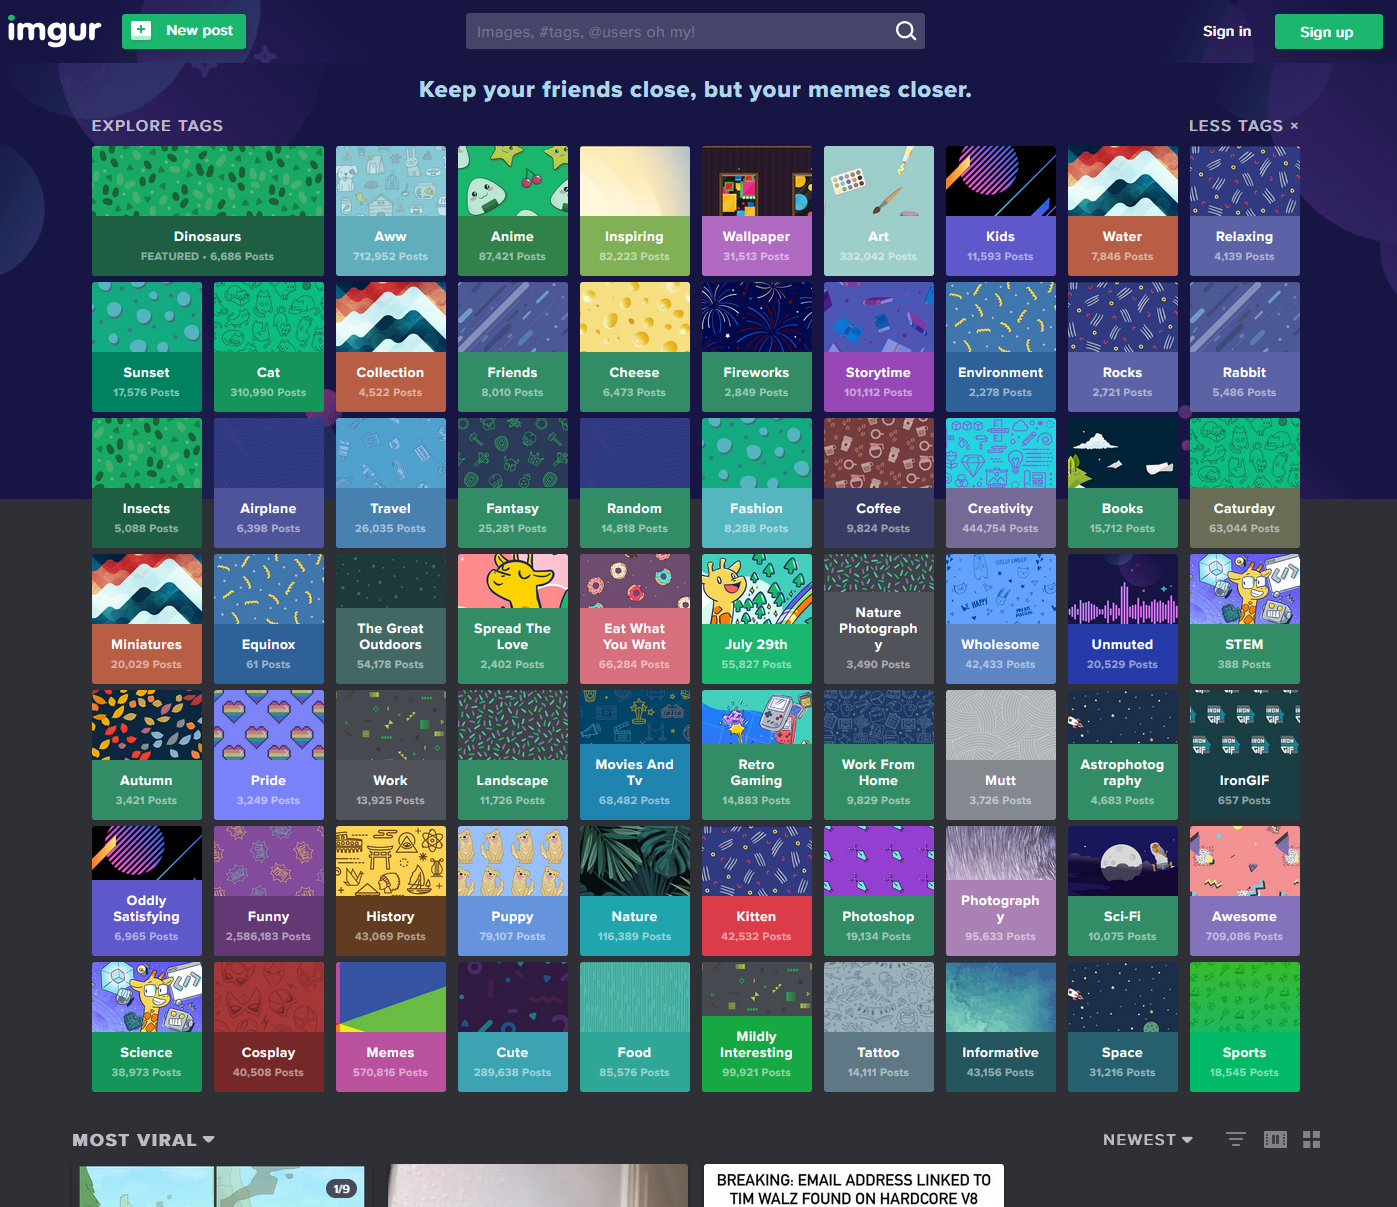 imgur
New post
Images, #tags, @users oh my!
Sign in
Sign up
Keep your friends close, but your memes closer.
EXPLORE TAGS
LESS TAGS ×
Dinosaurs
FEATURED • 6,686 Posts
Aww
712,952 Posts
Anime
87,421 Posts
Inspiring
82,223 Posts
Wallpaper
31,513 Posts
Art
332,042 Posts
Kids
11,593 Posts
Water
7,846 Posts
Relaxing
4,139 Posts
Sunset
17,576 Posts
Cat
310,990 Posts
Collection
4,522 Posts
Friends
8,010 Posts
Cheese
6,473 Posts
Fireworks
2,849 Posts
Storytime
101,112 Posts
Environment
2,278 Posts
Rocks
2,721 Posts
Rabbit
5,486 Posts
Insects
5,088 Posts
Airplane
6,398 Posts
Travel
26,035 Posts
Fantasy
25,281 Posts
Random
14,818 Posts
Fashion
8,288 Posts
Coffee
9,824 Posts
Creativity
444,754 Posts
Books
15,712 Posts
Caturday
63,044 Posts
Miniatures
20,029 Posts
Equinox
61 Posts
The Great
Outdoors
54,178 Posts
Spread The
Love
2,402 Posts
Eat What
You Want
66,284 Posts
July 29th
55,827 Posts
Nature
Photograph
y
3,490 Posts
WE HAPPY
Wholesome
42,433 Posts
Unmuted
20,529 Posts
STEM
388 Posts
Autumn
3,421 Posts
Pride
3,249 Posts
Work
13,925 Posts
Landscape
11,726 Posts
Movies And
Tv
68,482 Posts
Retro
Gaming
14,883 Posts
Work From
Home
9,829 Posts
Mutt
3,726 Posts
Astrophotog
raphy
4,683 Posts
IRON GIF
IronGIF
657 Posts
Oddly
Satisfying
6,965 Posts
Funny
2,586,183 Posts
History
43,069 Posts
Puppy
79,107 Posts
Nature
116,389 Posts
Kitten
42,532 Posts
Photoshop
19,134 Posts
Photograph
y
95,633 Posts
Sci-Fi
10,075 Posts
Awesome
709,086 Posts
Science
38,973 Posts
Cosplay
40,508 Posts
Memes
570,816 Posts
Cute
289,638 Posts
Food
85,576 Posts
Mildly
Interesting
99,921 Posts
Tattoo
14,111 Posts
Informative
43,156 Posts
Space
31,216 Posts
Sports
18,545 Posts
MOST VIRAL
NEWEST
1/9
BREAKING: EMAIL ADDRESS LINKED TO
TIM WALZ FOUND ON HARDCORE V8